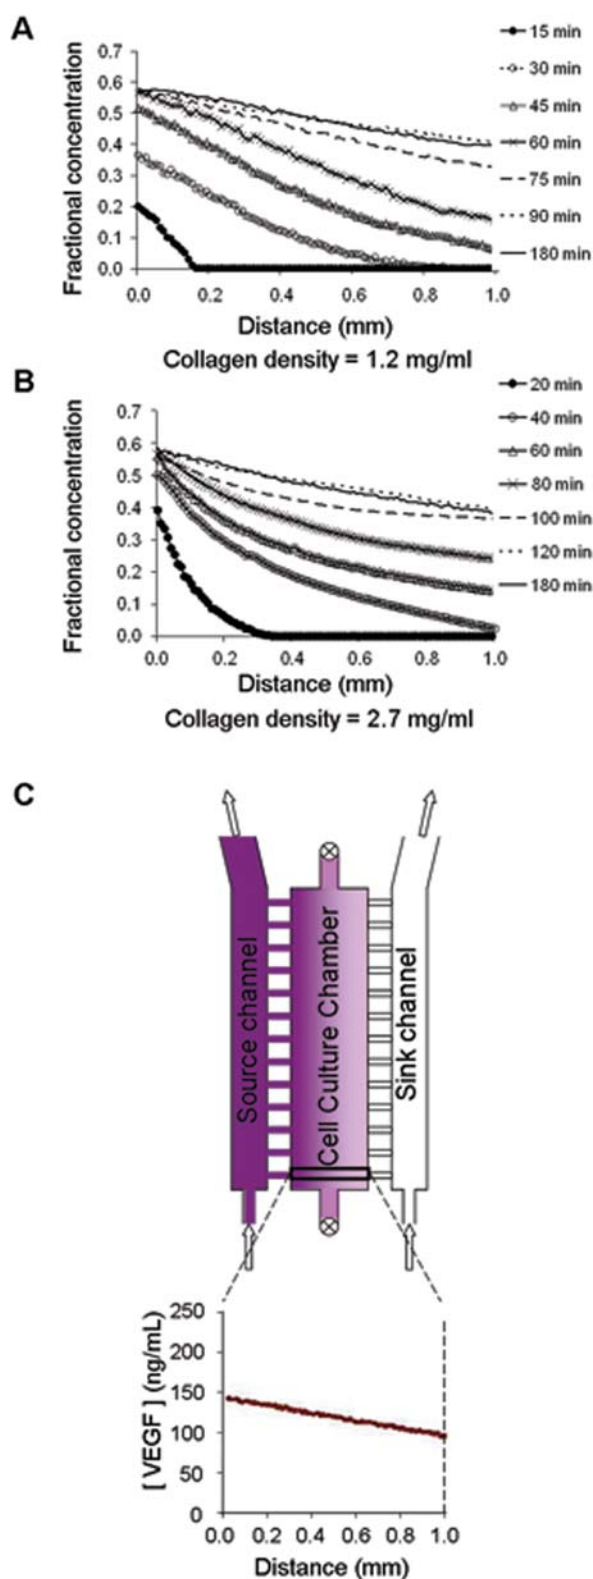 A
Fractional concentration
0.7
0.6
0.5
0.4
0.3
0.2
0.1
0.0
0.0 0.2 0.4 0.6 0.8 1.0
Distance (mm)
Collagen density = 1.2 mg/ml
15 min
30 min
45 min
60 min
75 min
90 min
180 min
B
Fractional concentration
0.7
0.6
0.5
0.4
0.3
0.2
0.1
0.0
0.0 0.2 0.4 0.6 0.8 1.0
Distance (mm)
Collagen density = 2.7 mg/ml
20 min
40 min
60 min
80 min
100 min
120 min
180 min
C
Source channel
Cell Culture Chamber
Sink channel
[ VEGF ] (ng/mL)
250
200
150
100
50
0
0.0 0.2 0.4 0.6 0.8 1.0
Distance (mm)